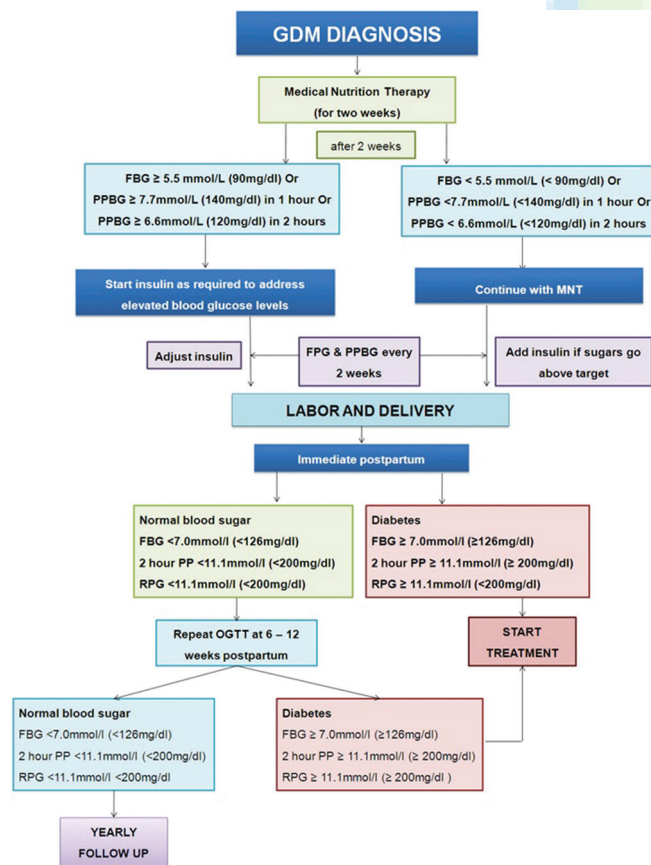 GDM DIAGNOSIS
Medical Nutrition Therapy
(for two weeks)
after 2 weeks
FBG ≥ 5.5 mmol/L (90mg/dl) Or
PPBG ≥ 7.7mmol/L (140mg/dl) in 1 hour Or
PPBG ≥ 6.6mmol/L (120mg/dl) in 2 hours
FBG < 5.5 mmol/L (< 90mg/dl) Or
PPBG <7.7mmol/L (<140mg/dl) in 1 hour Or
PPBG < 6.6mmol/L (<120mg/dl) in 2 hours
Start insulin as required to address
elevated blood glucose levels
Continue with MNT
Adjust insulin
FPG & PPBG every
2 weeks
Add insulin if sugars go
above target
LABOR AND DELIVERY
Immediate postpartum
Normal blood sugar
FBG <7.0mmol/l (<126mg/dl)
2 hour PP <11.1mmol/l (<200mg/dl)
RPG <11.1mmol/l (<200mg/dl)
Diabetes
FBG ≥ 7.0mmol/l (≥126mg/dl)
2 hour PP ≥ 11.1mmol/l (≥ 200mg/dl)
RPG ≥ 11.1mmol/l (<200mg/dl)
Repeat OGTT at 6 – 12
weeks postpartum
START
TREATMENT
Normal blood sugar
FBG <7.0mmol/l (<126mg/dl)
2 hour PP <11.1mmol/l (<200mg/dl)
RPG <11.1mmol/l <200mg/dl
Diabetes
FBG ≥ 7.0mmol/l (≥126mg/dl)
2 hour PP ≥ 11.1mmol/l (≥ 200mg/dl)
RPG ≥ 11.1mmol/l (≥ 200mg/dl )
YEARLY
FOLLOW UP